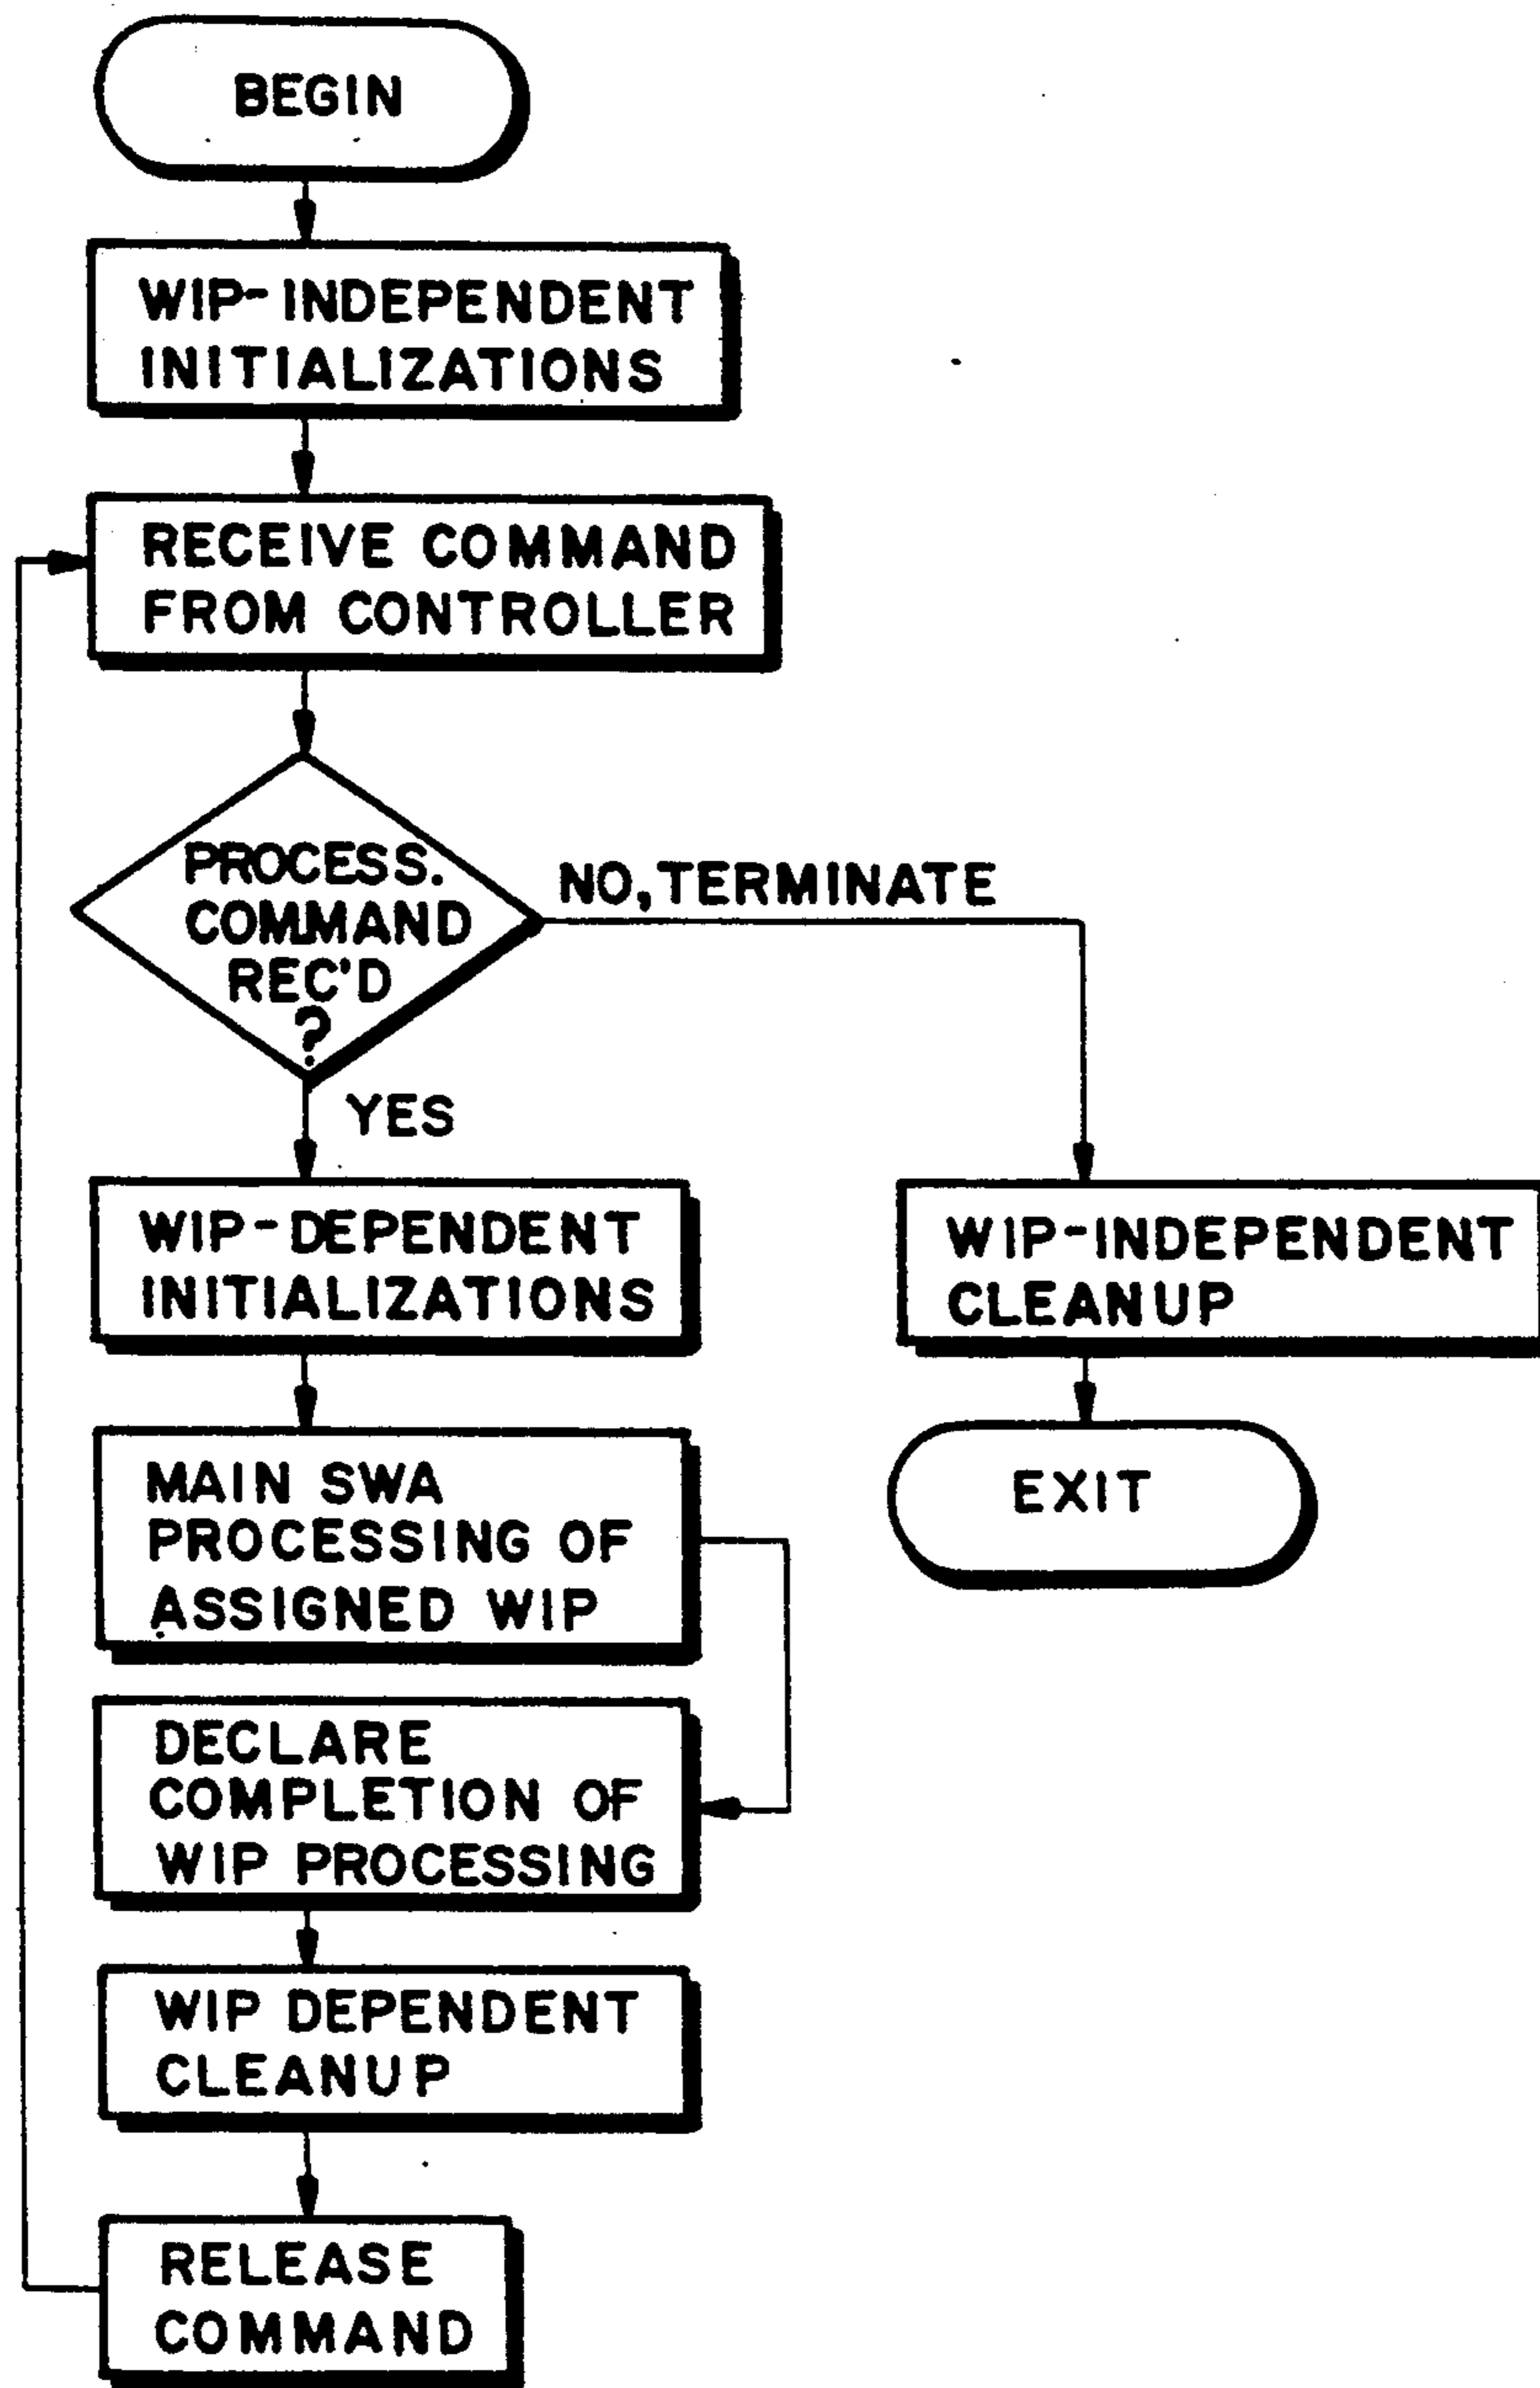 BEGIN
WIP-INDEPENDENT
INITIALIZATIONS
RECEIVE COMMAND
FROM CONTROLLER
PROCESS.
COMMAND
REC'D
?
NO, TERMINATE
YES
WIP-DEPENDENT
INITIALIZATIONS
WIP-INDEPENDENT
CLEANUP
MAIN SWA
PROCESSING OF
ASSIGNED WIP
EXIT
DECLARE
COMPLETION OF
WIP PROCESSING
WIP DEPENDENT
CLEANUP
RELEASE
COMMAND